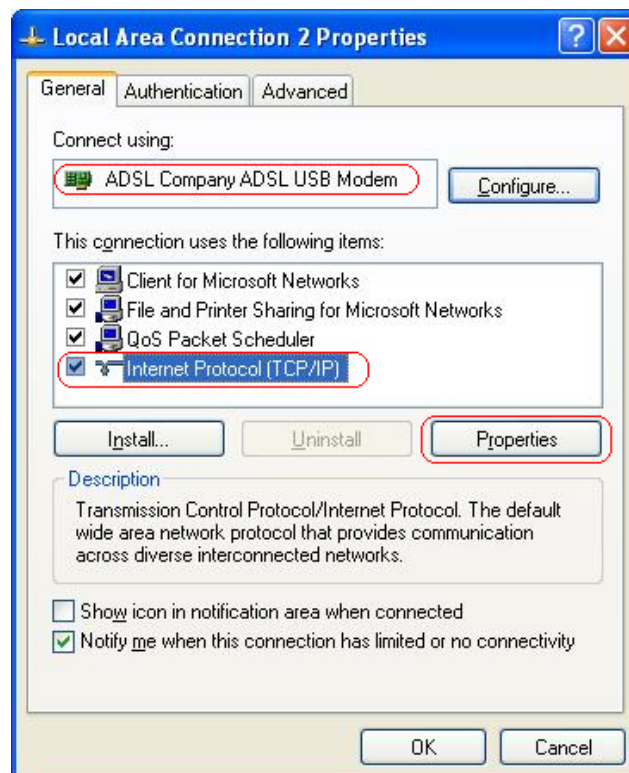 Local Area Connection 2 Properties
General Authentication Advanced
Connect using:
ADSL Company ADSL USB Modem
Configure...
This connection uses the following items:
Client for Microsoft Networks
File and Printer Sharing for Microsoft Networks
QoS Packet Scheduler
Internet Protocol (TCP/IP)
Install... Uninstall Properties
Description
Transmission Control Protocol/Internet Protocol. The default
wide area network protocol that provides communication
across diverse interconnected networks.
Show icon in notification area when connected
Notify me when this connection has limited or no connectivity
OK Cancel